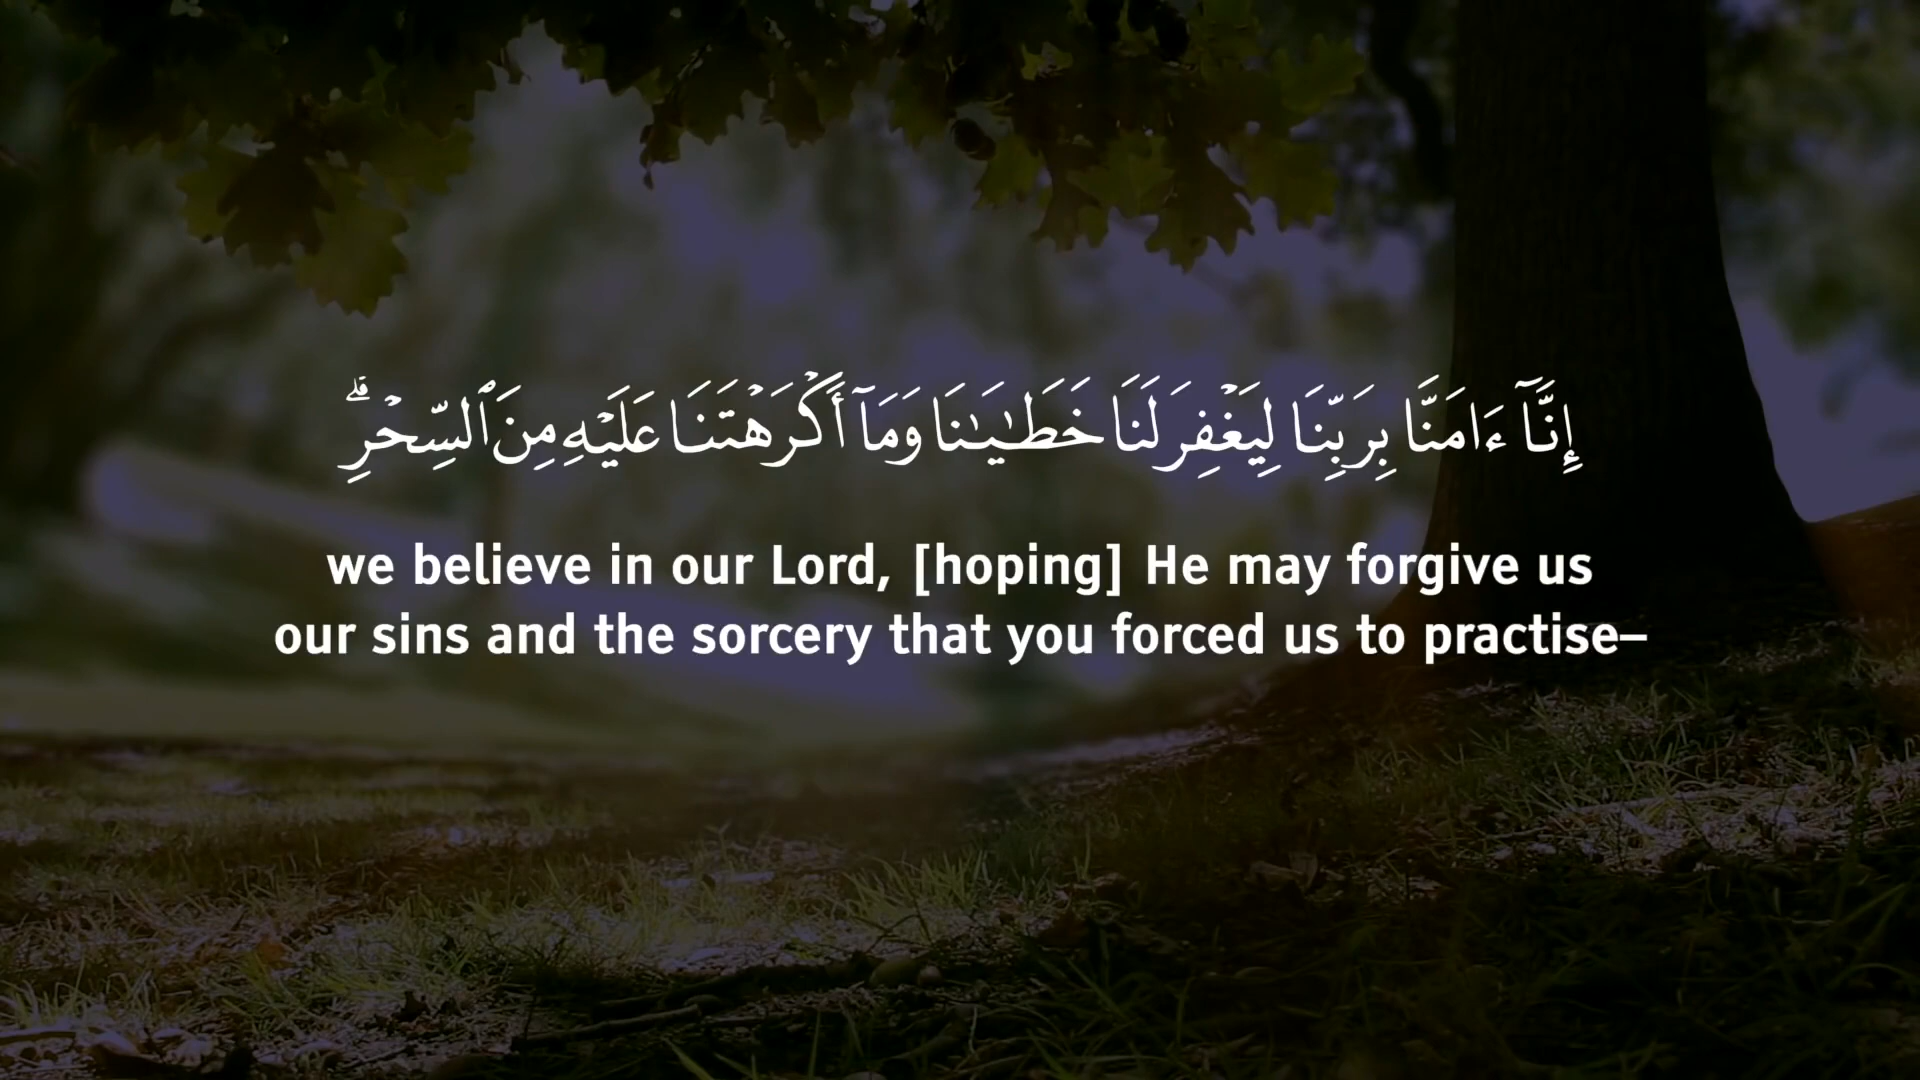 إِنَّآ ءَامَنَّا بِرَبِّنَا لِيَغْفِرَ لَنَا خَطَـٰيَـٰنَا وَمَآ أَكْرَهْتَنَا عَلَيْهِ مِنَ ٱلسِّحْرِ ۗ
we believe in our Lord, [hoping] He may forgive us
our sins and the sorcery that you forced us to practise–